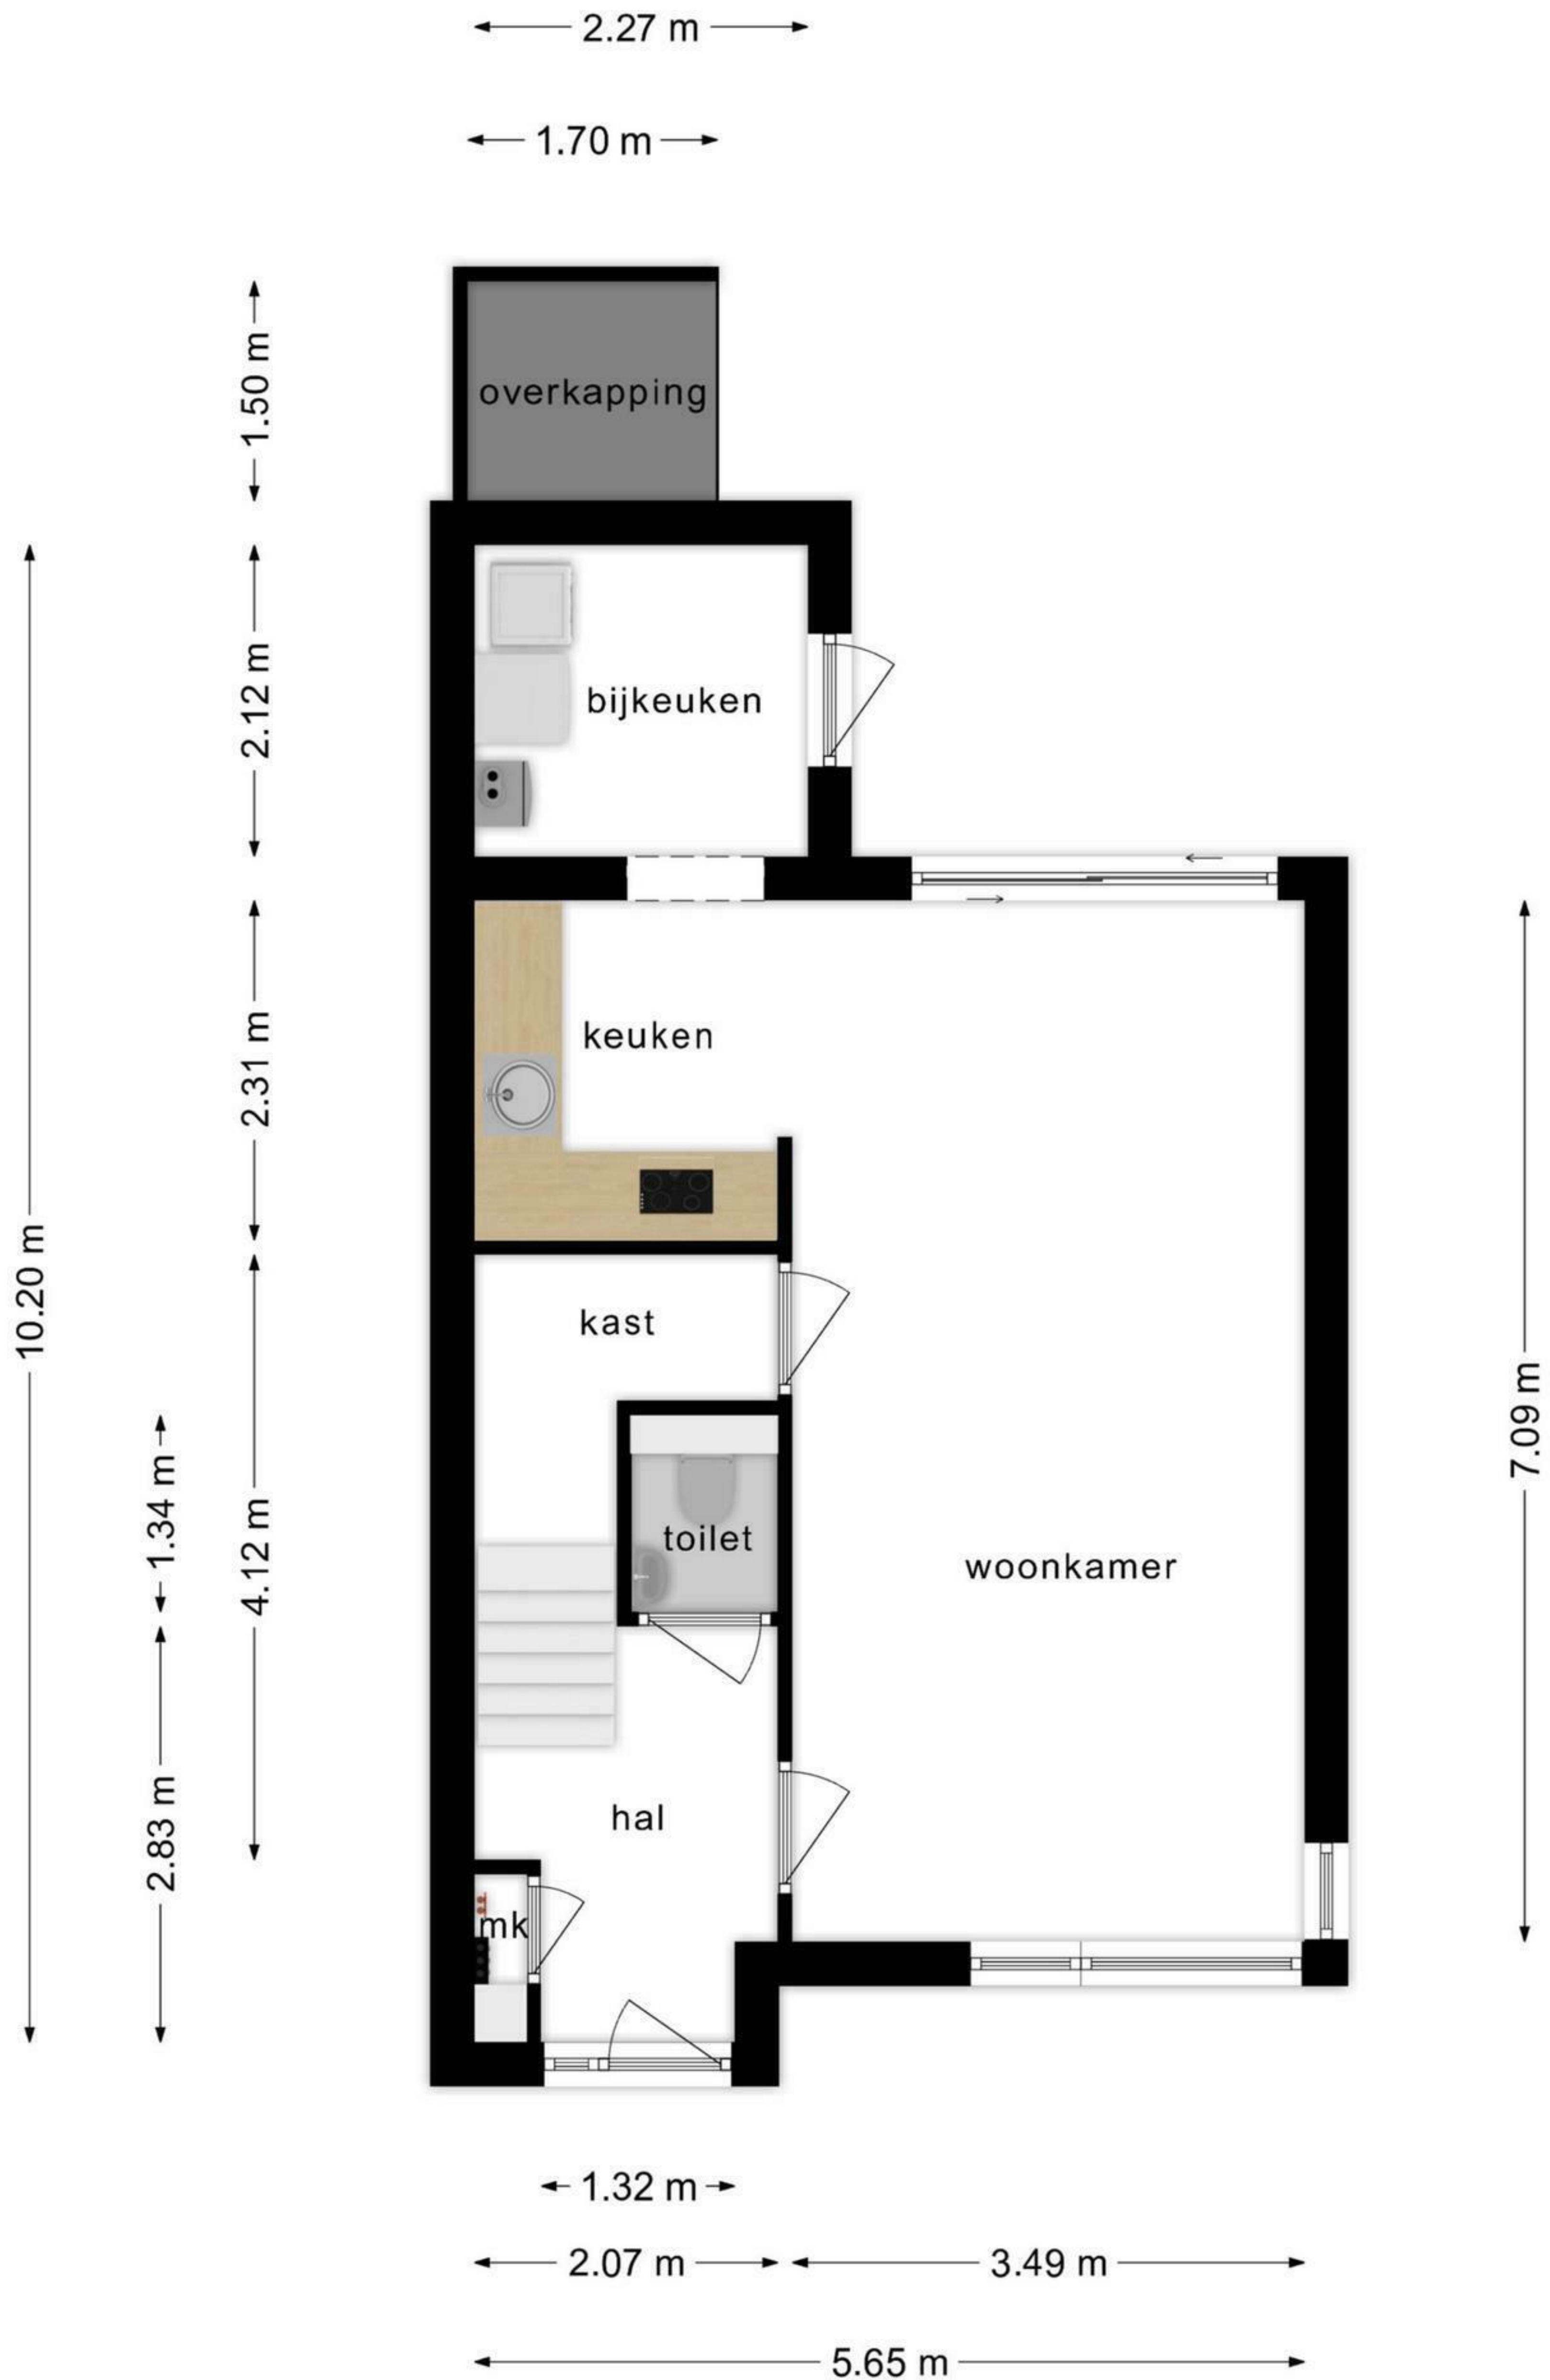 2.27 m
1.70 m
1.50 m
overkapping
2.12 m
bijkeuken
2.31 m
keuken
10.20 m
kast
7.09 m
1.34 m
4.12 m
toilet
woonkamer
2.83 m
hal
mk
1.32 m
2.07 m
3.49 m
5.65 m